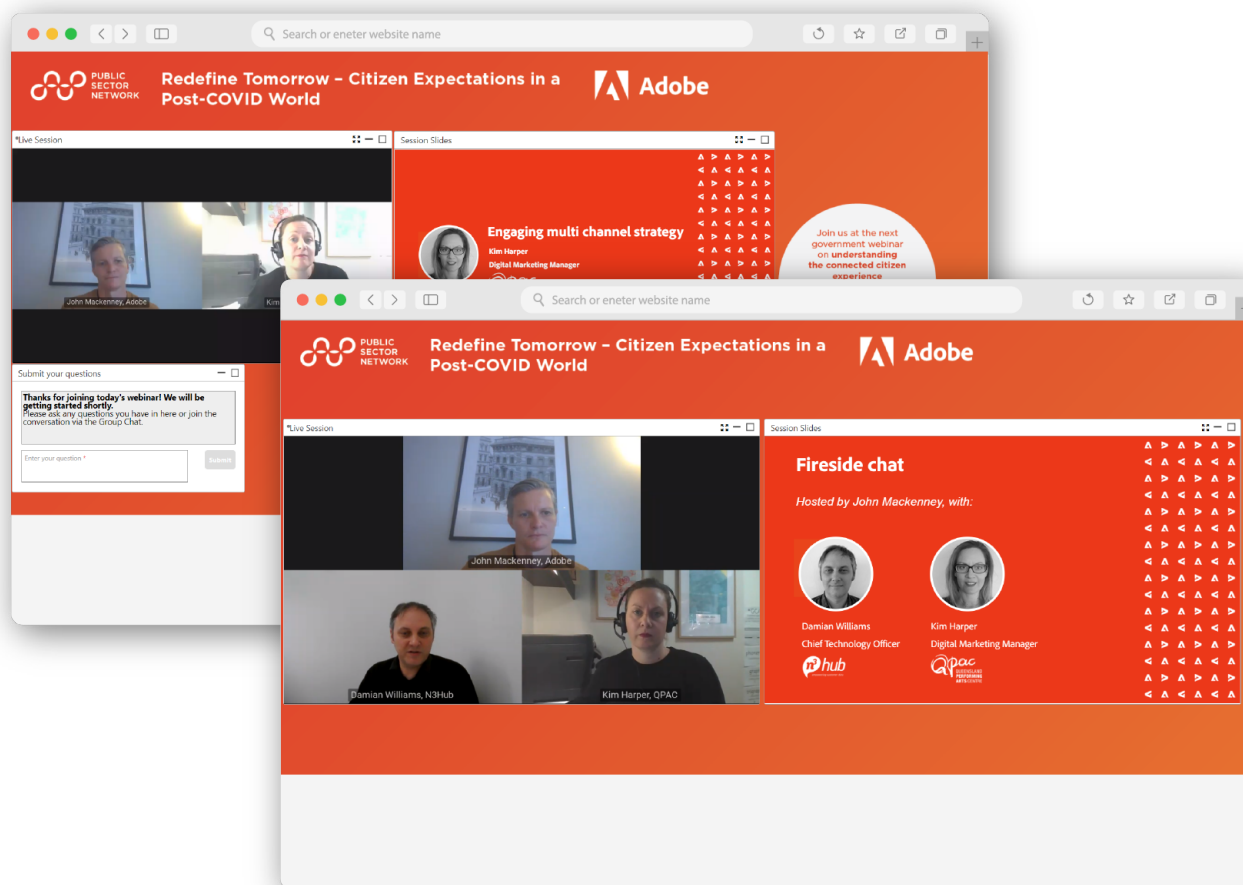 Search or eneter website name
PUBLIC
SECTOR
NETWORK
Redefine Tomorrow – Citizen Expectations in a
Post-COVID World
Adobe
*Live Session
Session Slides
John Mackenney, Adobe
Kim
Engaging multi channel strategy
Kim Harper
Digital Marketing Manager
Join us at the next
government webinar
on understanding
the connected citizen
experience
Submit your questions
Thanks for joining today's webinar! We will be
getting started shortly.
Please ask any questions you have in here or join the
conversation via the Group Chat.
Enter your question *
Submit
Search or eneter website name
PUBLIC
SECTOR
NETWORK
Redefine Tomorrow – Citizen Expectations in a
Post-COVID World
Adobe
*Live Session
Session Slides
John Mackenney, Adobe
Damian Williams, N3Hub
Kim Harper, QPAC
Fireside chat
Hosted by John Mackenney, with:
Damian Williams
Chief Technology Officer
n3 hub
Kim Harper
Digital Marketing Manager
Qpac
QUEENSLAND
PERFORMING
ARTS CENTRE